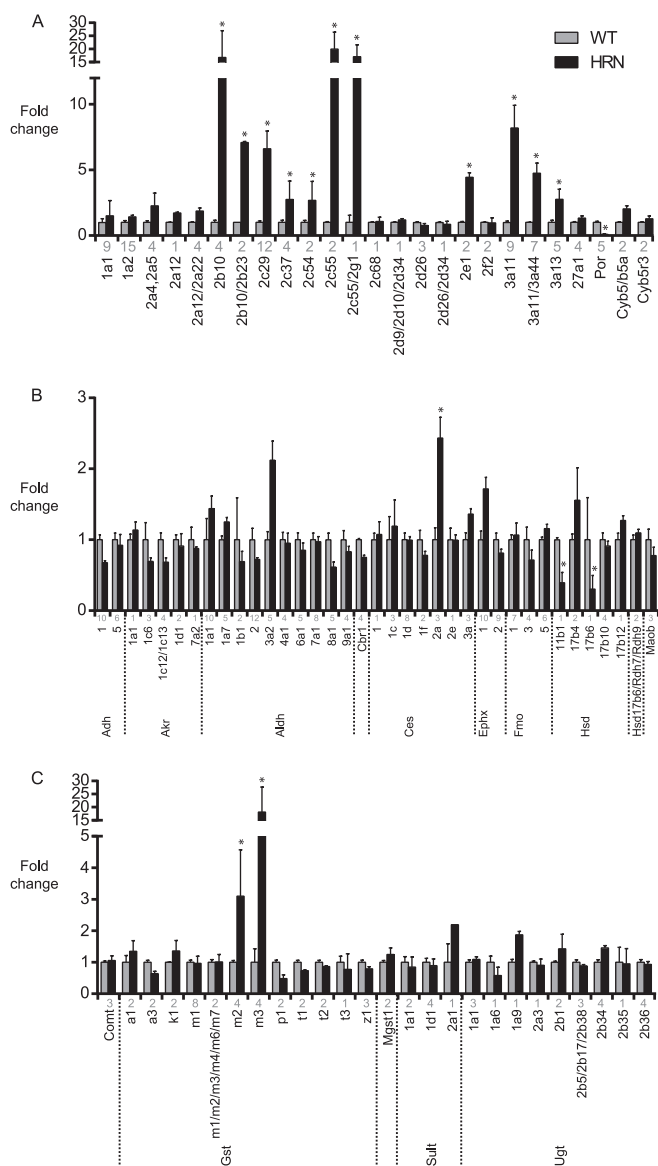 A
30
25
20
15
10
5
0
Fold
change
WT
HRN
* * * * * * * * * * * *
9 15 4 1 2 4 2 12 4 2 2 1 1 1 3 1 2 2 9 7 5 4 5 2 2
1a1
1a2
2a4,2a5
2a12
2a12/2a22
2b10
2b10/2b23
2c29
2c37
2c54
2c55
2c55/2g1
2c68
2d9/2d10/2d34
2d26
2d26/2d34
2e1
2f2
3a11
3a11/3a44
3a13
27a1
Por
Cyb5/b5a
Cyb5r3
B
3
2
1
0
Fold
change
* * *
1
5
1a1
1c6
1c12/1c13
1d1
7a2
1a1
1a7
1b1
2
3a2
4a1
6a1
7a1
8a1
9a1
Cbr1
1
1c
1d
1f
2a
2e
3a
1
2
1
3
5
11b1
17b4
17b6
17b10
17b12
Hsd17b6/Rdh7/Rdh9
Maob
Adh
Akr
Aldh
Ces
Ephx
Fmo
Hsd
C
30
25
20
15
5
4
3
2
1
0
Fold
change
* *
3 2 2 2 8 2 4 4 2 2 2 1 3 2 2 4 1 3 1 2 1 2 3 4 1 4
Comt
a1
a3
k1
m1
m1/m2/m3/m4/m6/m7
m2
m3
p1
t1
t2
t3
z1
Mgst1
1a1
1d1
2a1
1a1
1a6
1a9
2a3
2b1
2b5/2b17/2b38
2b34
2b35
2b36
Gst
Sult
Ugt